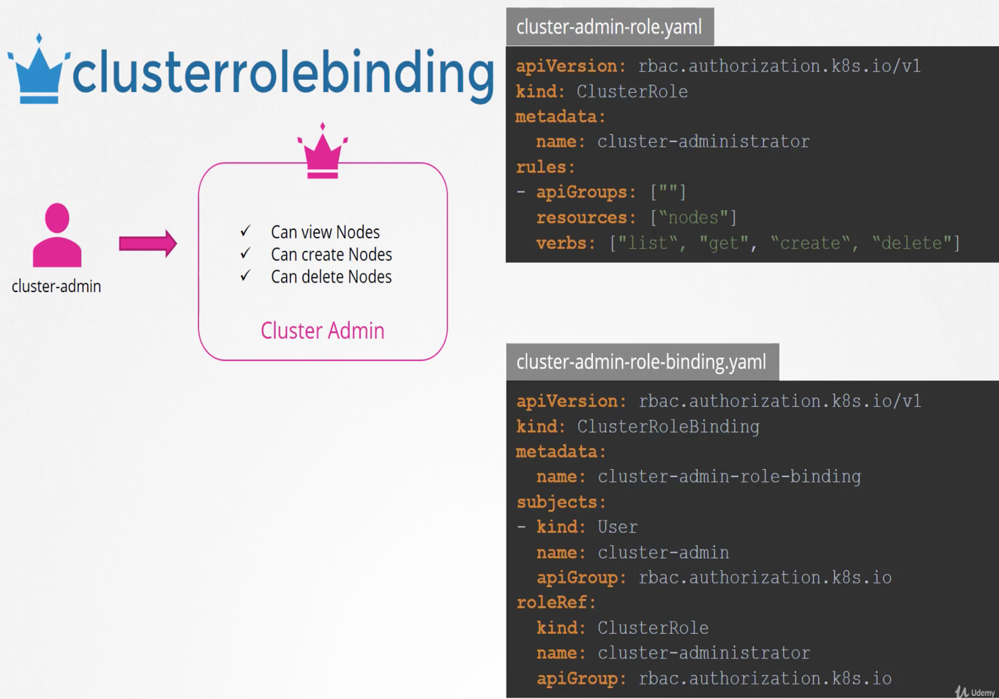 clusterrolebinding
cluster-admin
✓ Can view Nodes
✓ Can create Nodes
✓ Can delete Nodes
Cluster Admin
cluster-admin-role.yaml
apiVersion: rbac.authorization.k8s.io/v1
kind: ClusterRole
metadata:
  name: cluster-administrator
rules:
- apiGroups: [""]
  resources: [“nodes"]
  verbs: ["list“, "get", “create“, “delete"]
cluster-admin-role-binding.yaml
apiVersion: rbac.authorization.k8s.io/v1
kind: ClusterRoleBinding
metadata:
  name: cluster-admin-role-binding
subjects:
- kind: User
  name: cluster-admin
  apiGroup: rbac.authorization.k8s.io
roleRef:
  kind: ClusterRole
  name: cluster-administrator
  apiGroup: rbac.authorization.k8s.io
Udemy